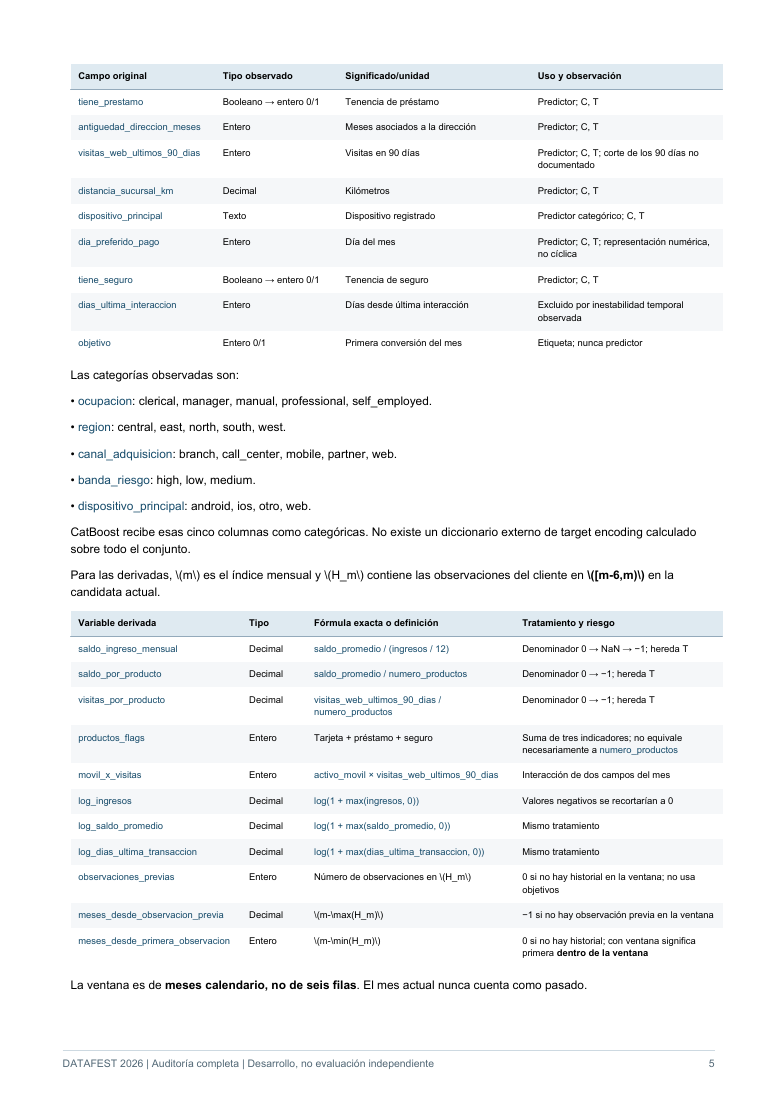 Campo original Tipo observado Significado/unidad Uso y observación
tiene_prestamo Booleano → entero 0/1 Tenencia de préstamo Predictor; C, T
antiguedad_direccion_meses Entero Meses asociados a la dirección Predictor; C, T
visitas_web_ultimos_90_dias Entero Visitas en 90 días Predictor; C, T; corte de los 90 días no
documentado
distancia_sucursal_km Decimal Kilómetros Predictor; C, T
dispositivo_principal Texto Dispositivo registrado Predictor categórico; C, T
dia_preferido_pago Entero Día del mes Predictor; C, T; representación numérica,
no cíclica
tiene_seguro Booleano → entero 0/1 Tenencia de seguro Predictor; C, T
dias_ultima_interaccion Entero Días desde última interacción Excluido por inestabilidad temporal
observada
objetivo Entero 0/1 Primera conversión del mes Etiqueta; nunca predictor
Las categorías observadas son:
• ocupacion: clerical, manager, manual, professional, self_employed.
• region: central, east, north, south, west.
• canal_adquisicion: branch, call_center, mobile, partner, web.
• banda_riesgo: high, low, medium.
• dispositivo_principal: android, ios, otro, web.
CatBoost recibe esas cinco columnas como categóricas. No existe un diccionario externo de target encoding calculado
sobre todo el conjunto.
Para las derivadas, \(m\) es el índice mensual y \(H_m\) contiene las observaciones del cliente en \([m-6,m)\) en la
candidata actual.
Variable derivada Tipo Fórmula exacta o definición Tratamiento y riesgo
saldo_ingreso_mensual Decimal saldo_promedio / (ingresos / 12) Denominador 0 → NaN → −1; hereda T
saldo_por_producto Decimal saldo_promedio / numero_productos Denominador 0 → −1; hereda T
visitas_por_producto Decimal visitas_web_ultimos_90_dias / Denominador 0 → −1; hereda T
numero_productos
productos_flags Entero Tarjeta + préstamo + seguro Suma de tres indicadores; no equivale
necesariamente a numero_productos
movil_x_visitas Entero activo_movil × visitas_web_ultimos_90_dias Interacción de dos campos del mes
log_ingresos Decimal log(1 + max(ingresos, 0)) Valores negativos se recortarían a 0
log_saldo_promedio Decimal log(1 + max(saldo_promedio, 0)) Mismo tratamiento
log_dias_ultima_transaccion Decimal log(1 + max(dias_ultima_transaccion, 0)) Mismo tratamiento
observaciones_previas Entero Número de observaciones en \(H_m\) 0 si no hay historial en la ventana; no usa
objetivos
meses_desde_observacion_previa Decimal \(m-\max(H_m)\) −1 si no hay observación previa en la ventana
meses_desde_primera_observacion Entero \(m-\min(H_m)\) 0 si no hay historial; con ventana significa
primera dentro de la ventana
La ventana es de meses calendario, no de seis filas. El mes actual nunca cuenta como pasado.
DATAFEST 2026 | Auditoría completa | Desarrollo, no evaluación independiente 5